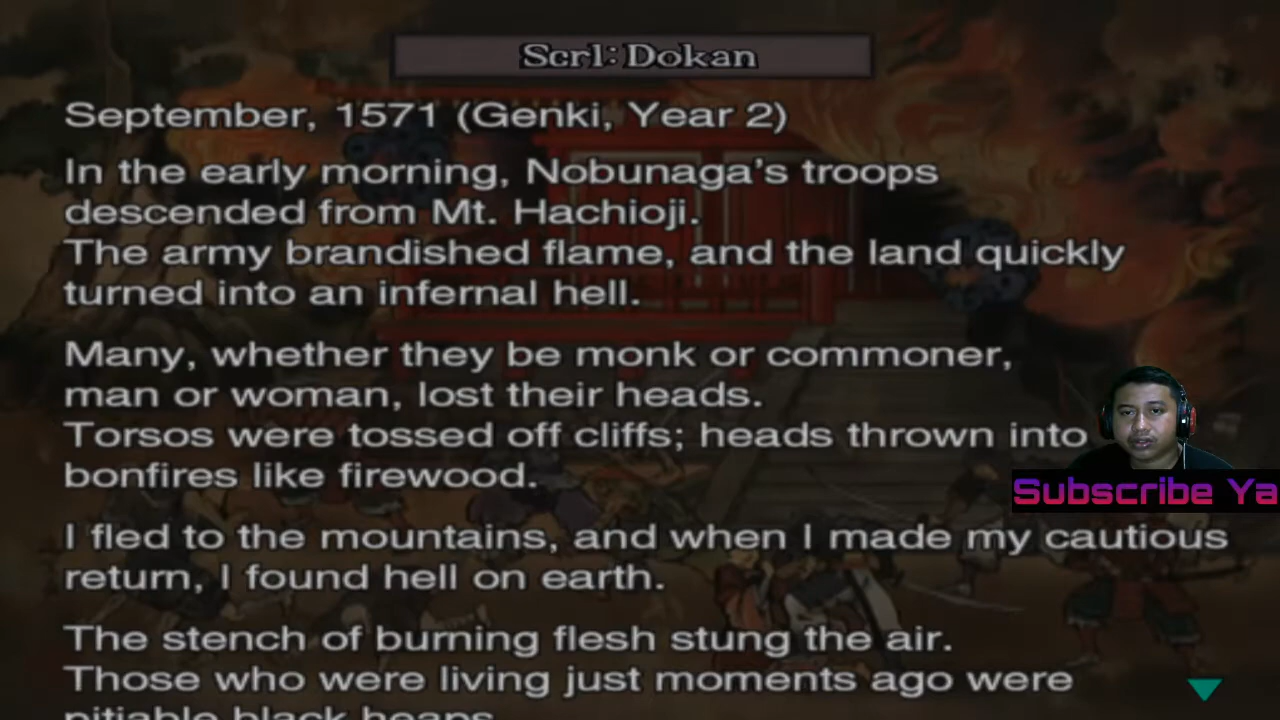 Scrl: Dokan
September, 1571 (Genki, Year 2)
In the early morning, Nobunaga's troops
descended from Mt. Hachioji.
The army brandished flame, and the land quickly
turned into an infernal hell.
Many, whether they be monk or commoner,
man or woman, lost their heads.
Torsos were tossed off cliffs; heads thrown into
bonfires like firewood.
Subscribe Ya
I fled to the mountains, and when I made my cautious
return, I found hell on earth.
The stench of burning flesh stung the air.
Those who were living just moments ago were
pitiable black heaps